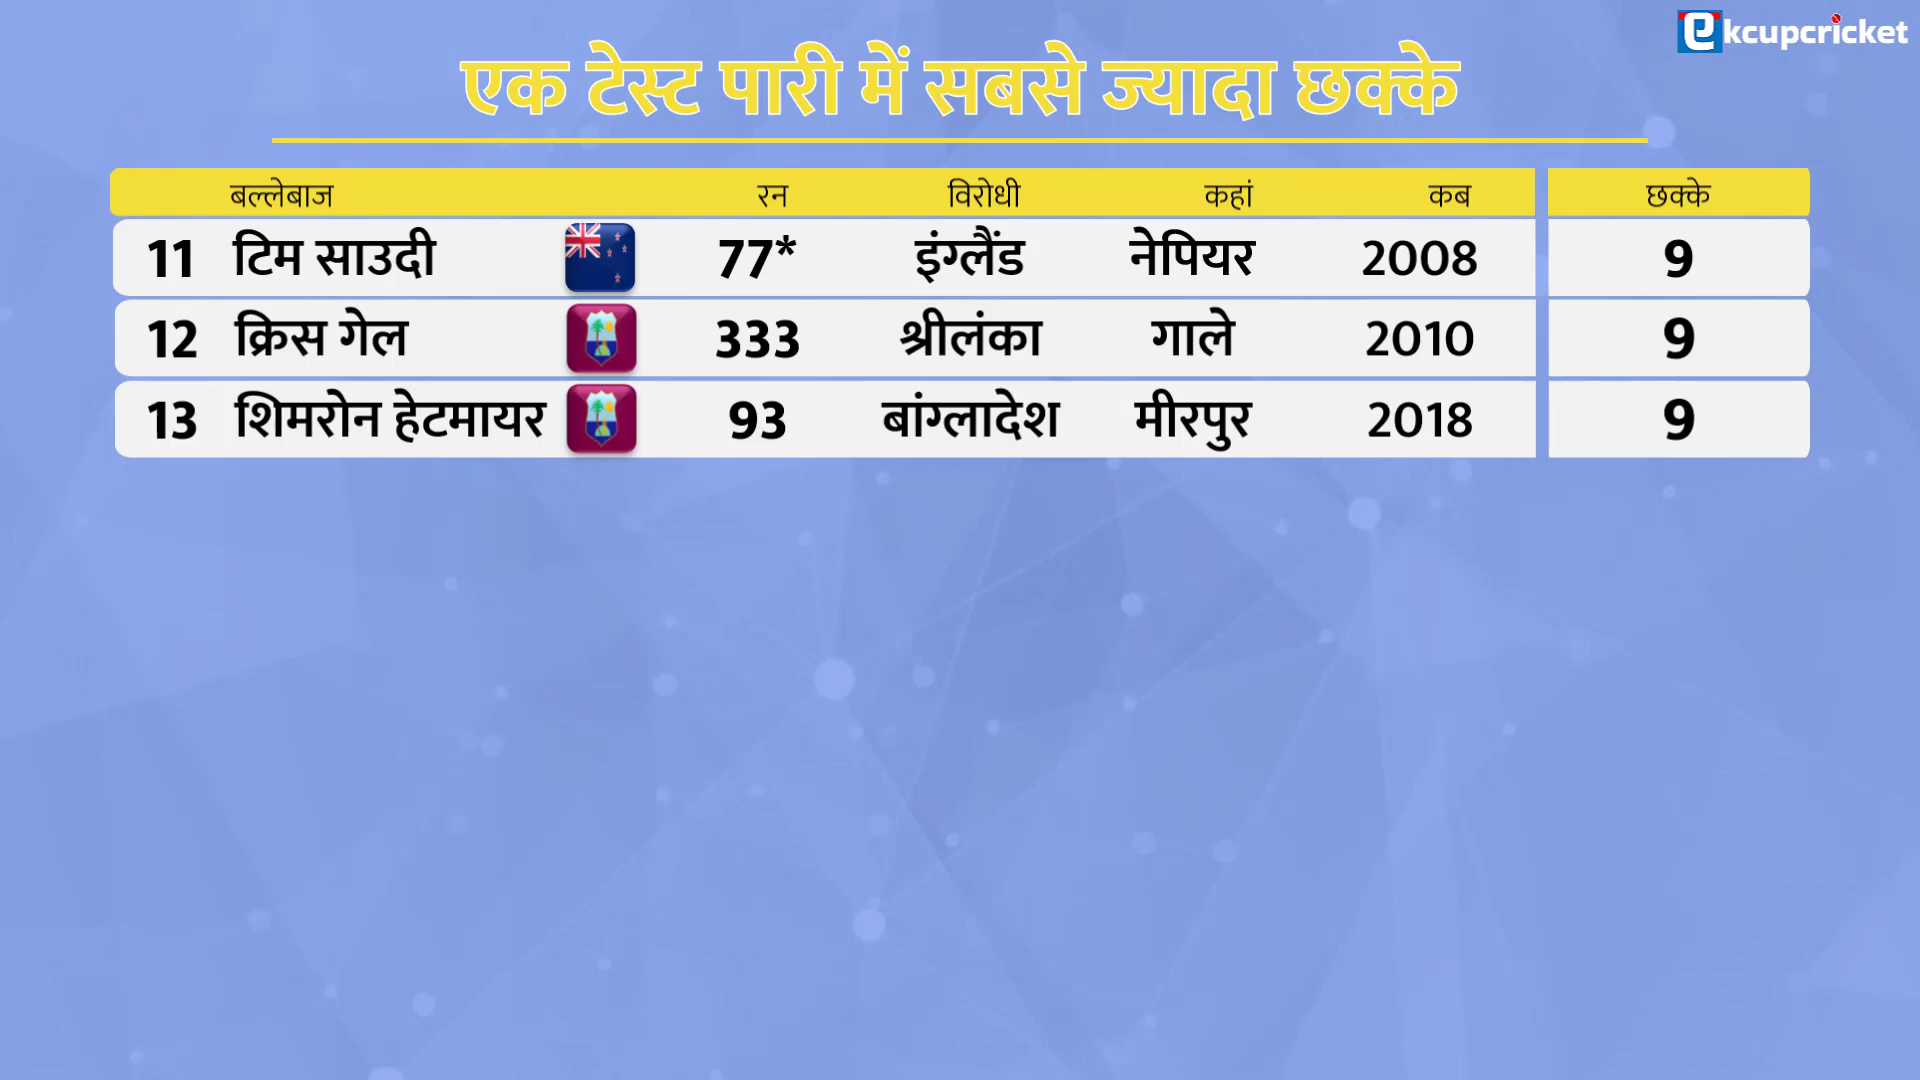 ekcupcricket
एक टेस्ट पारी में सबसे ज्यादा छक्के
बल्लेबाज रन विरोधी कहां कब छक्के
11 टिम साउदी 77* इंग्लैंड नेपियर 2008 9
12 क्रिस गेल 333 श्रीलंका गाले 2010 9
13 शिमरोन हेटमायर 93 बांग्लादेश मीरपुर 2018 9